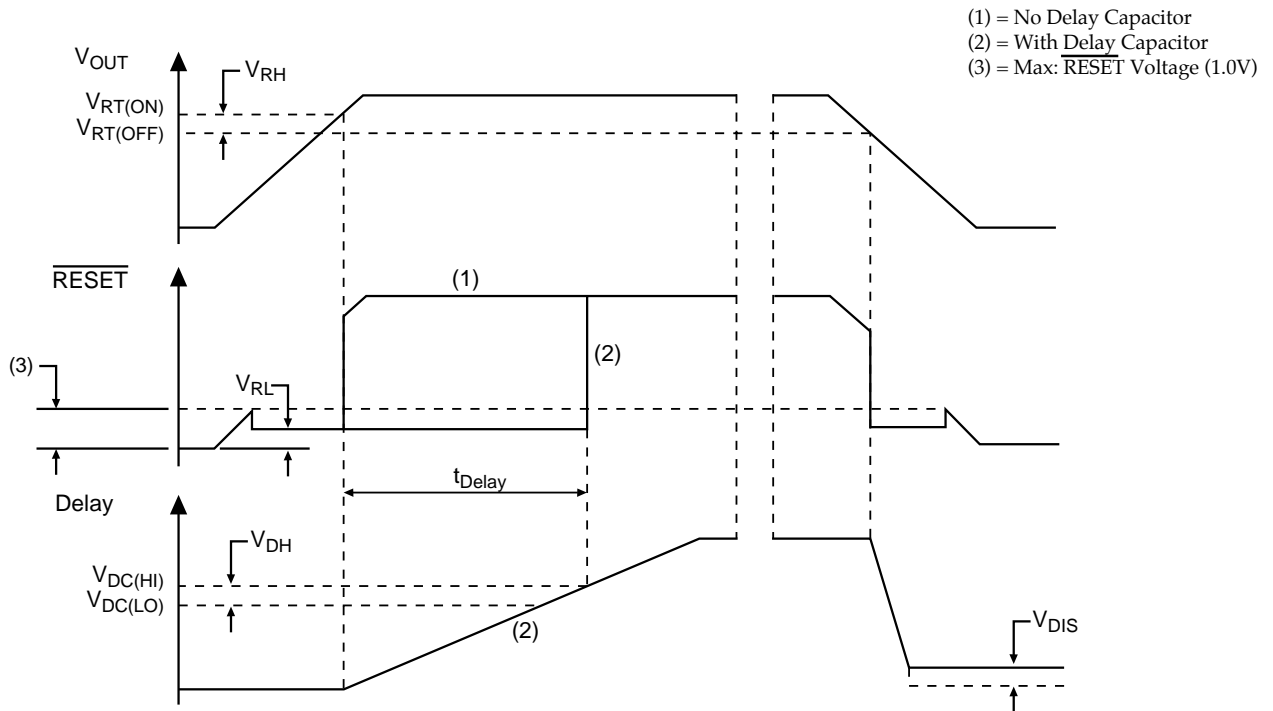 (1) = No Delay Capacitor
(2) = With Delay Capacitor
(3) = Max: RESET Voltage (1.0V)
VOUT
VRH
VRT(ON)
VRT(OFF)
RESET
(1)
(2)
(3)
VRL
tDelay
Delay
VDH
VDC(HI)
VDC(LO)
(2)
VDIS